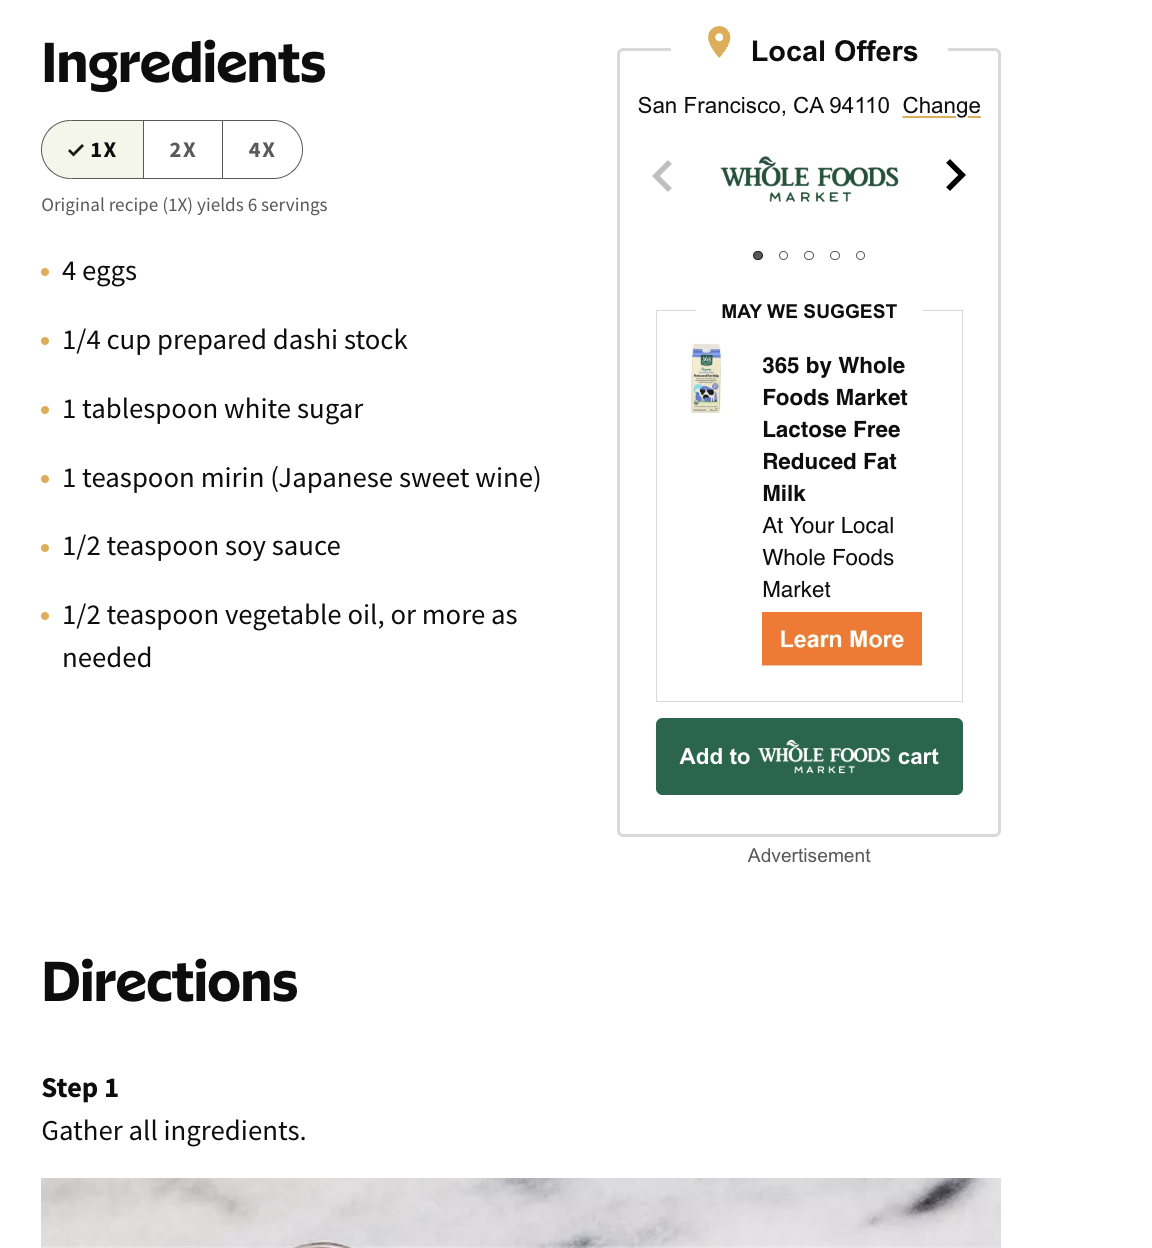 Ingredients
1X
2X
4X
Original recipe (1X) yields 6 servings
4 eggs
1/4 cup prepared dashi stock
1 tablespoon white sugar
1 teaspoon mirin (Japanese sweet wine)
1/2 teaspoon soy sauce
1/2 teaspoon vegetable oil, or more as
needed
Local Offers
San Francisco, CA 94110 Change
WHOLE FOODS
MARKET
MAY WE SUGGEST
365 by Whole
Foods Market
Lactose Free
Reduced Fat
Milk
At Your Local
Whole Foods
Market
Learn More
Add to WHOLE FOODS MARKET cart
Advertisement
Directions
Step 1
Gather all ingredients.